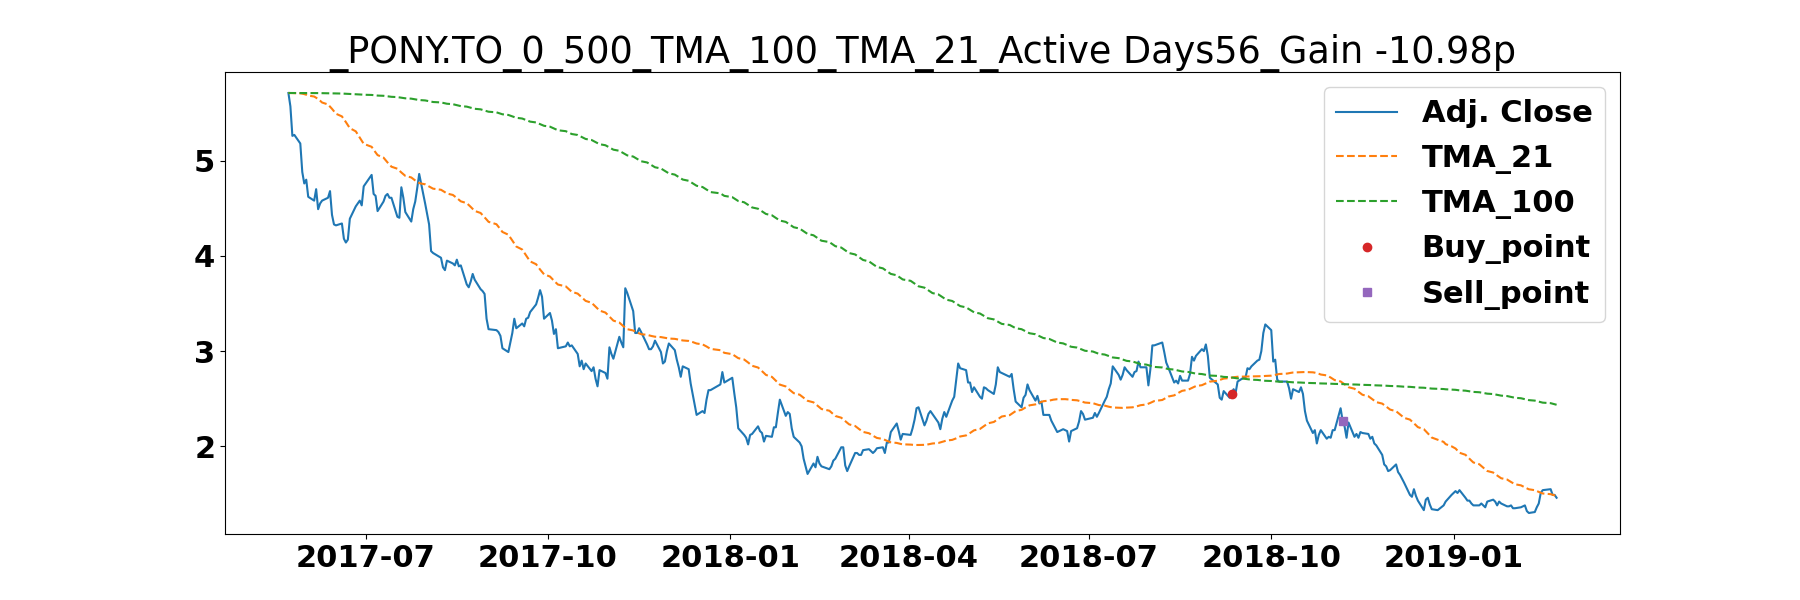 _PONY.TO_0_500_TMA_100_TMA_21_Active Days56_Gain -10.98p
Adj. Close
TMA_21
TMA_100
Buy_point
Sell_point
5
4
3
2
2017-07 2017-10 2018-01 2018-04 2018-07 2018-10 2019-01